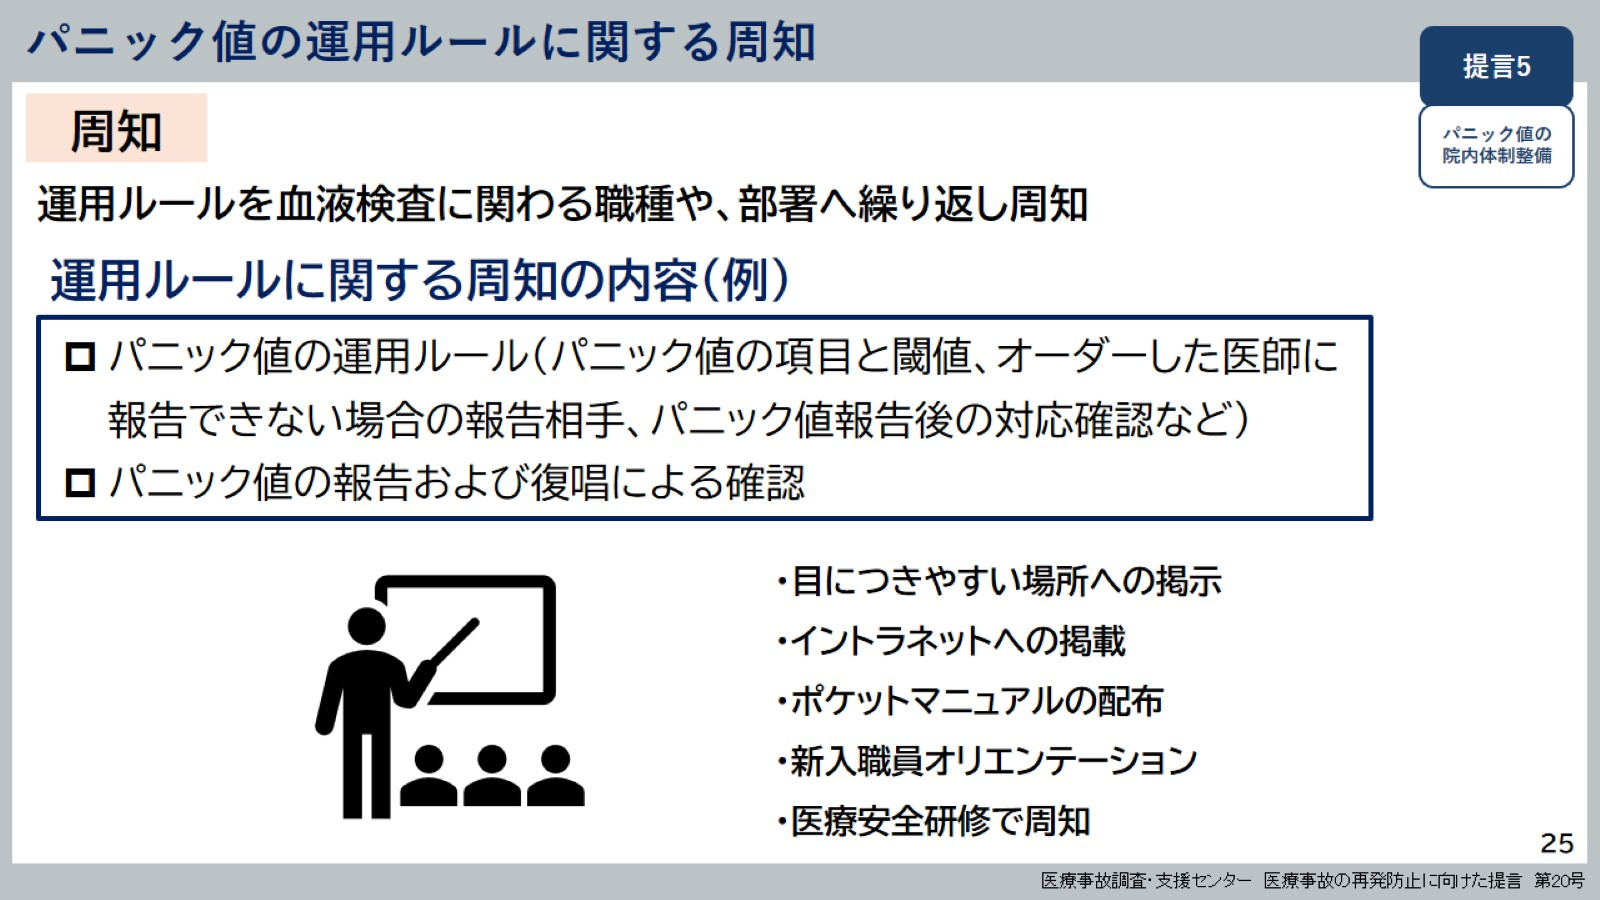 パニック値の運用ルールに関する周知
提言5
パニック値の
院内体制整備
周知
運用ルールを血液検査に関わる職種や、部署へ繰り返し周知
運用ルールに関する周知の内容（例）
パニック値の運用ルール（パニック値の項目と閾値、オーダーした医師に
報告できない場合の報告相手、パニック値報告後の対応確認など）
パニック値の報告および復唱による確認
・目につきやすい場所への掲示
・イントラネットへの掲載
・ポケットマニュアルの配布
・新入職員オリエンテーション
・医療安全研修で周知
25
医療事故調査・支援センター　医療事故の再発防止に向けた提言　第20号